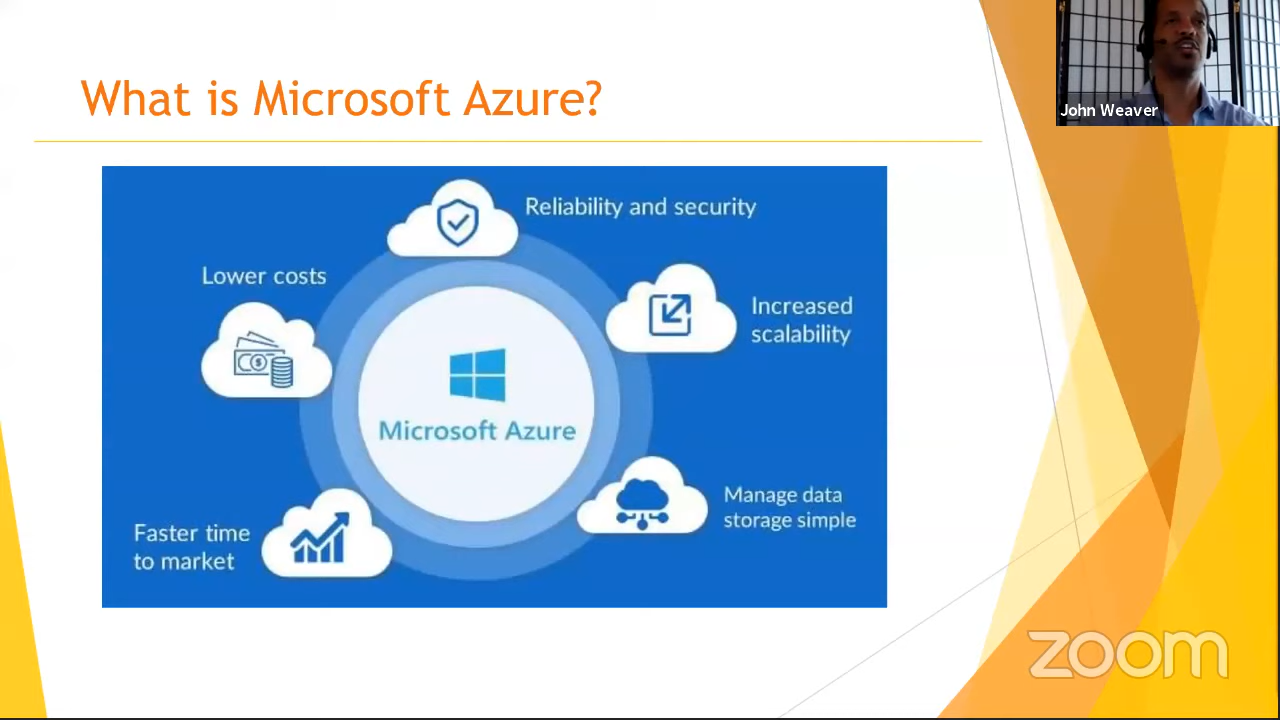 What is Microsoft Azure?
John Weaver
Reliability and security
Lower costs
Increased
scalability
Microsoft Azure
Manage data
storage simple
Faster time
to market
zoom